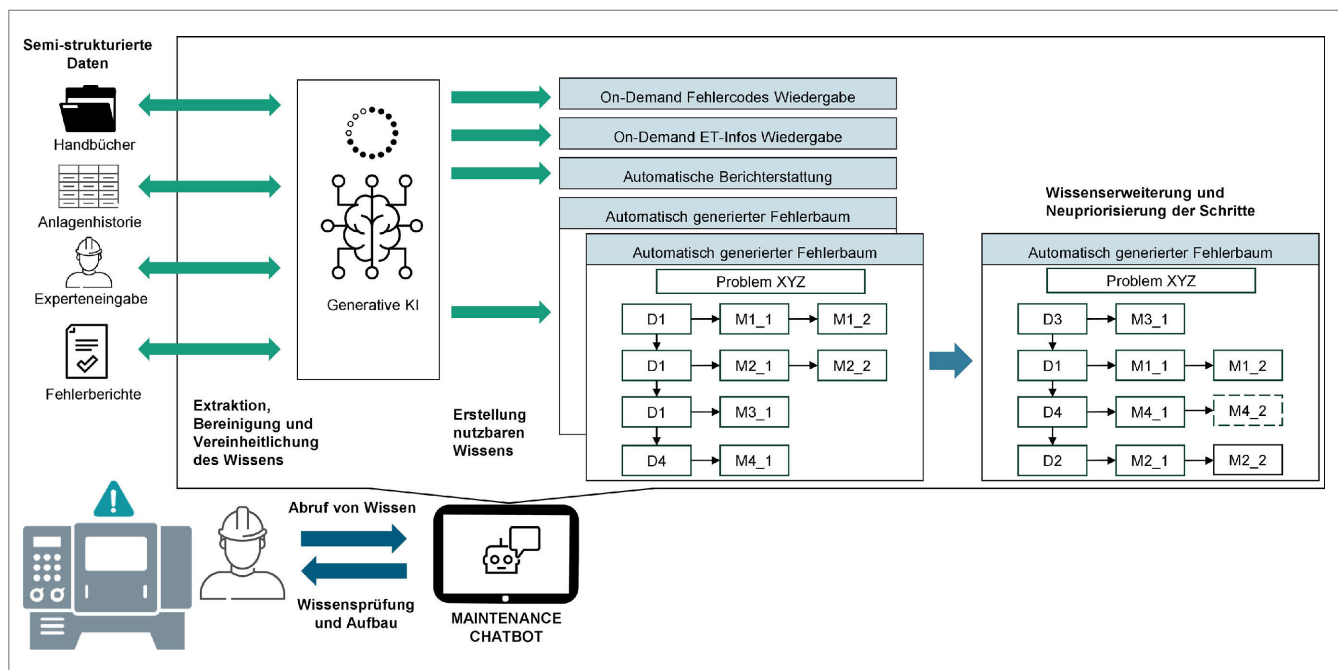 Semi-strukturierte
Daten
Handbücher
Anlagenhistorie
Experteneingabe
Fehlerberichte
Generative KI
Extraktion,
Bereinigung und
Vereinheitlichung
des Wissens
Erstellung
nutzbaren
Wissens
On-Demand Fehlercodes Wiedergabe
On-Demand ET-Infos Wiedergabe
Automatische Berichterstattung
Automatisch generierter Fehlerbaum
Automatisch generierter Fehlerbaum
Problem XYZ
D1 M1_1 M1_2
D1 M2_1 M2_2
D1 M3_1
D4 M4_1
Wissenserweiterung und
Neupriorisierung der Schritte
Automatisch generierter Fehlerbaum
Problem XYZ
D3 M3_1
D1 M1_1 M1_2
D4 M4_1 M4_2
D2 M2_1 M2_2
!
Abruf von Wissen
Wissensprüfung
und Aufbau
MAINTENANCE
CHATBOT